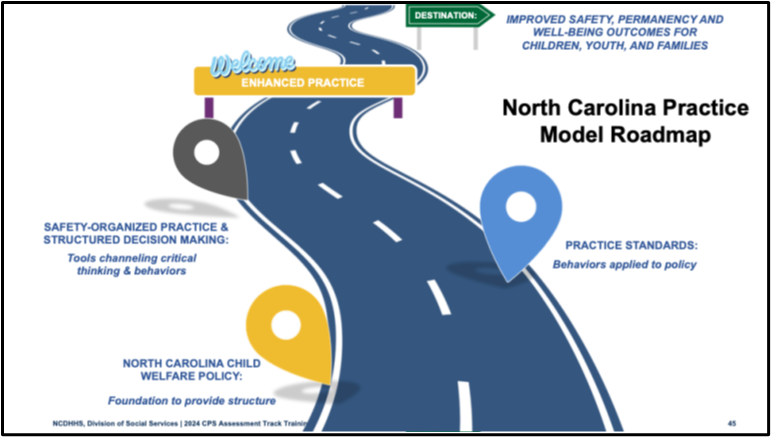 DESTINATION:
IMPROVED SAFETY, PERMANENCY AND
WELL-BEING OUTCOMES FOR
CHILDREN, YOUTH, AND FAMILIES
Welcome
ENHANCED PRACTICE
North Carolina Practice
Model Roadmap
SAFETY-ORGANIZED PRACTICE &
STRUCTURED DECISION MAKING:
Tools channeling critical
thinking & behaviors
PRACTICE STANDARDS:
Behaviors applied to policy
NORTH CAROLINA CHILD
WELFARE POLICY:
Foundation to provide structure
NCDHHS, Division of Social Services | 2024 CPS Assessment Track Trainin
45